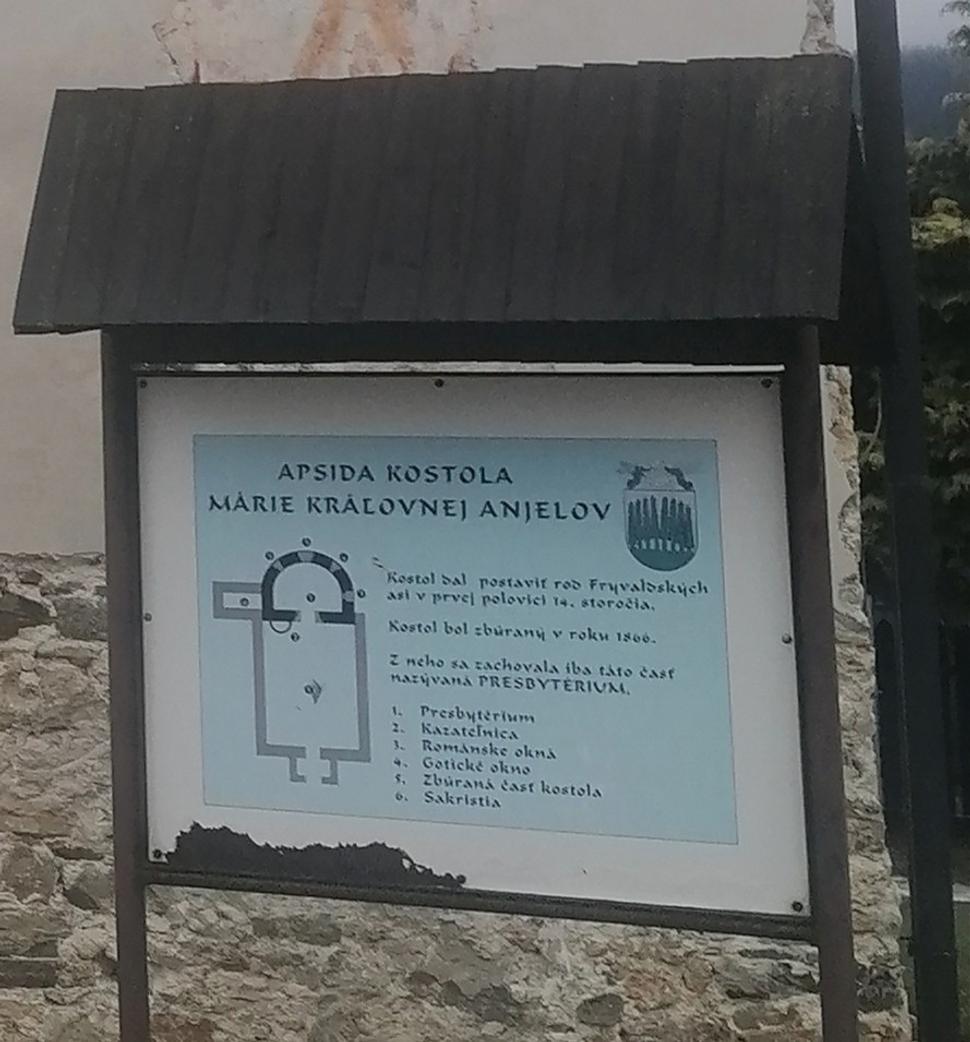 APSIDA KOSTOLA
MÁRIE KRÁĽOVNEJ ANJELOV
Kostol dal postaviť rod Fryvaldských
asi v prvej polovici 14. storočia.
Kostol bol zbúraný v roku 1866.
Z neho sa zachovala iba táto časť
nazývaná PRESBYTÉRIUM.
1. Presbytérium
2. Kazateľnica
3. Románske okná
4. Gotické okno
5. Zbúraná časť kostola
6. Sakristia